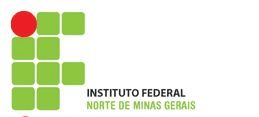 INSTITUTO FEDERAL
NORTE DE MINAS GERAIS